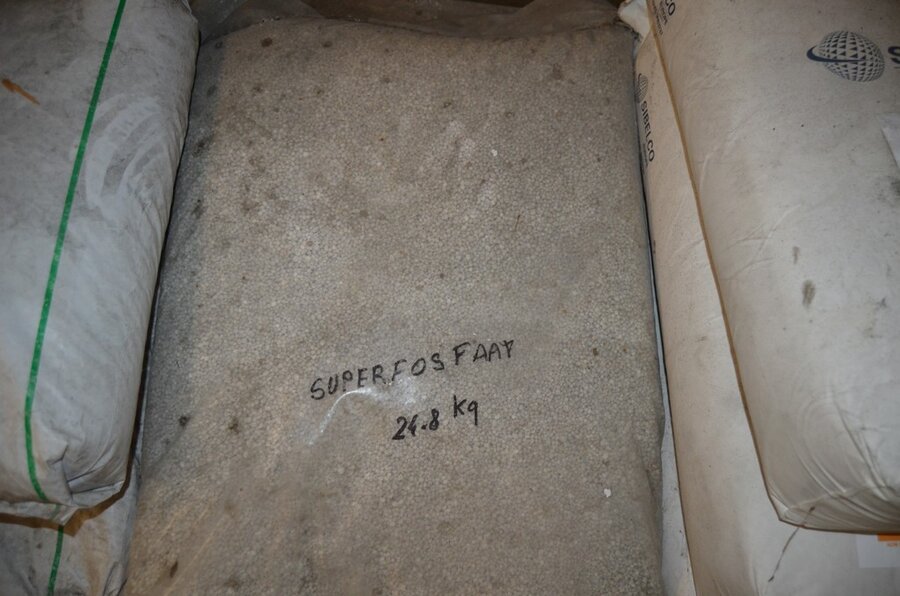 SUPERFOSFAAT
24.8 Kg
SIBELCO